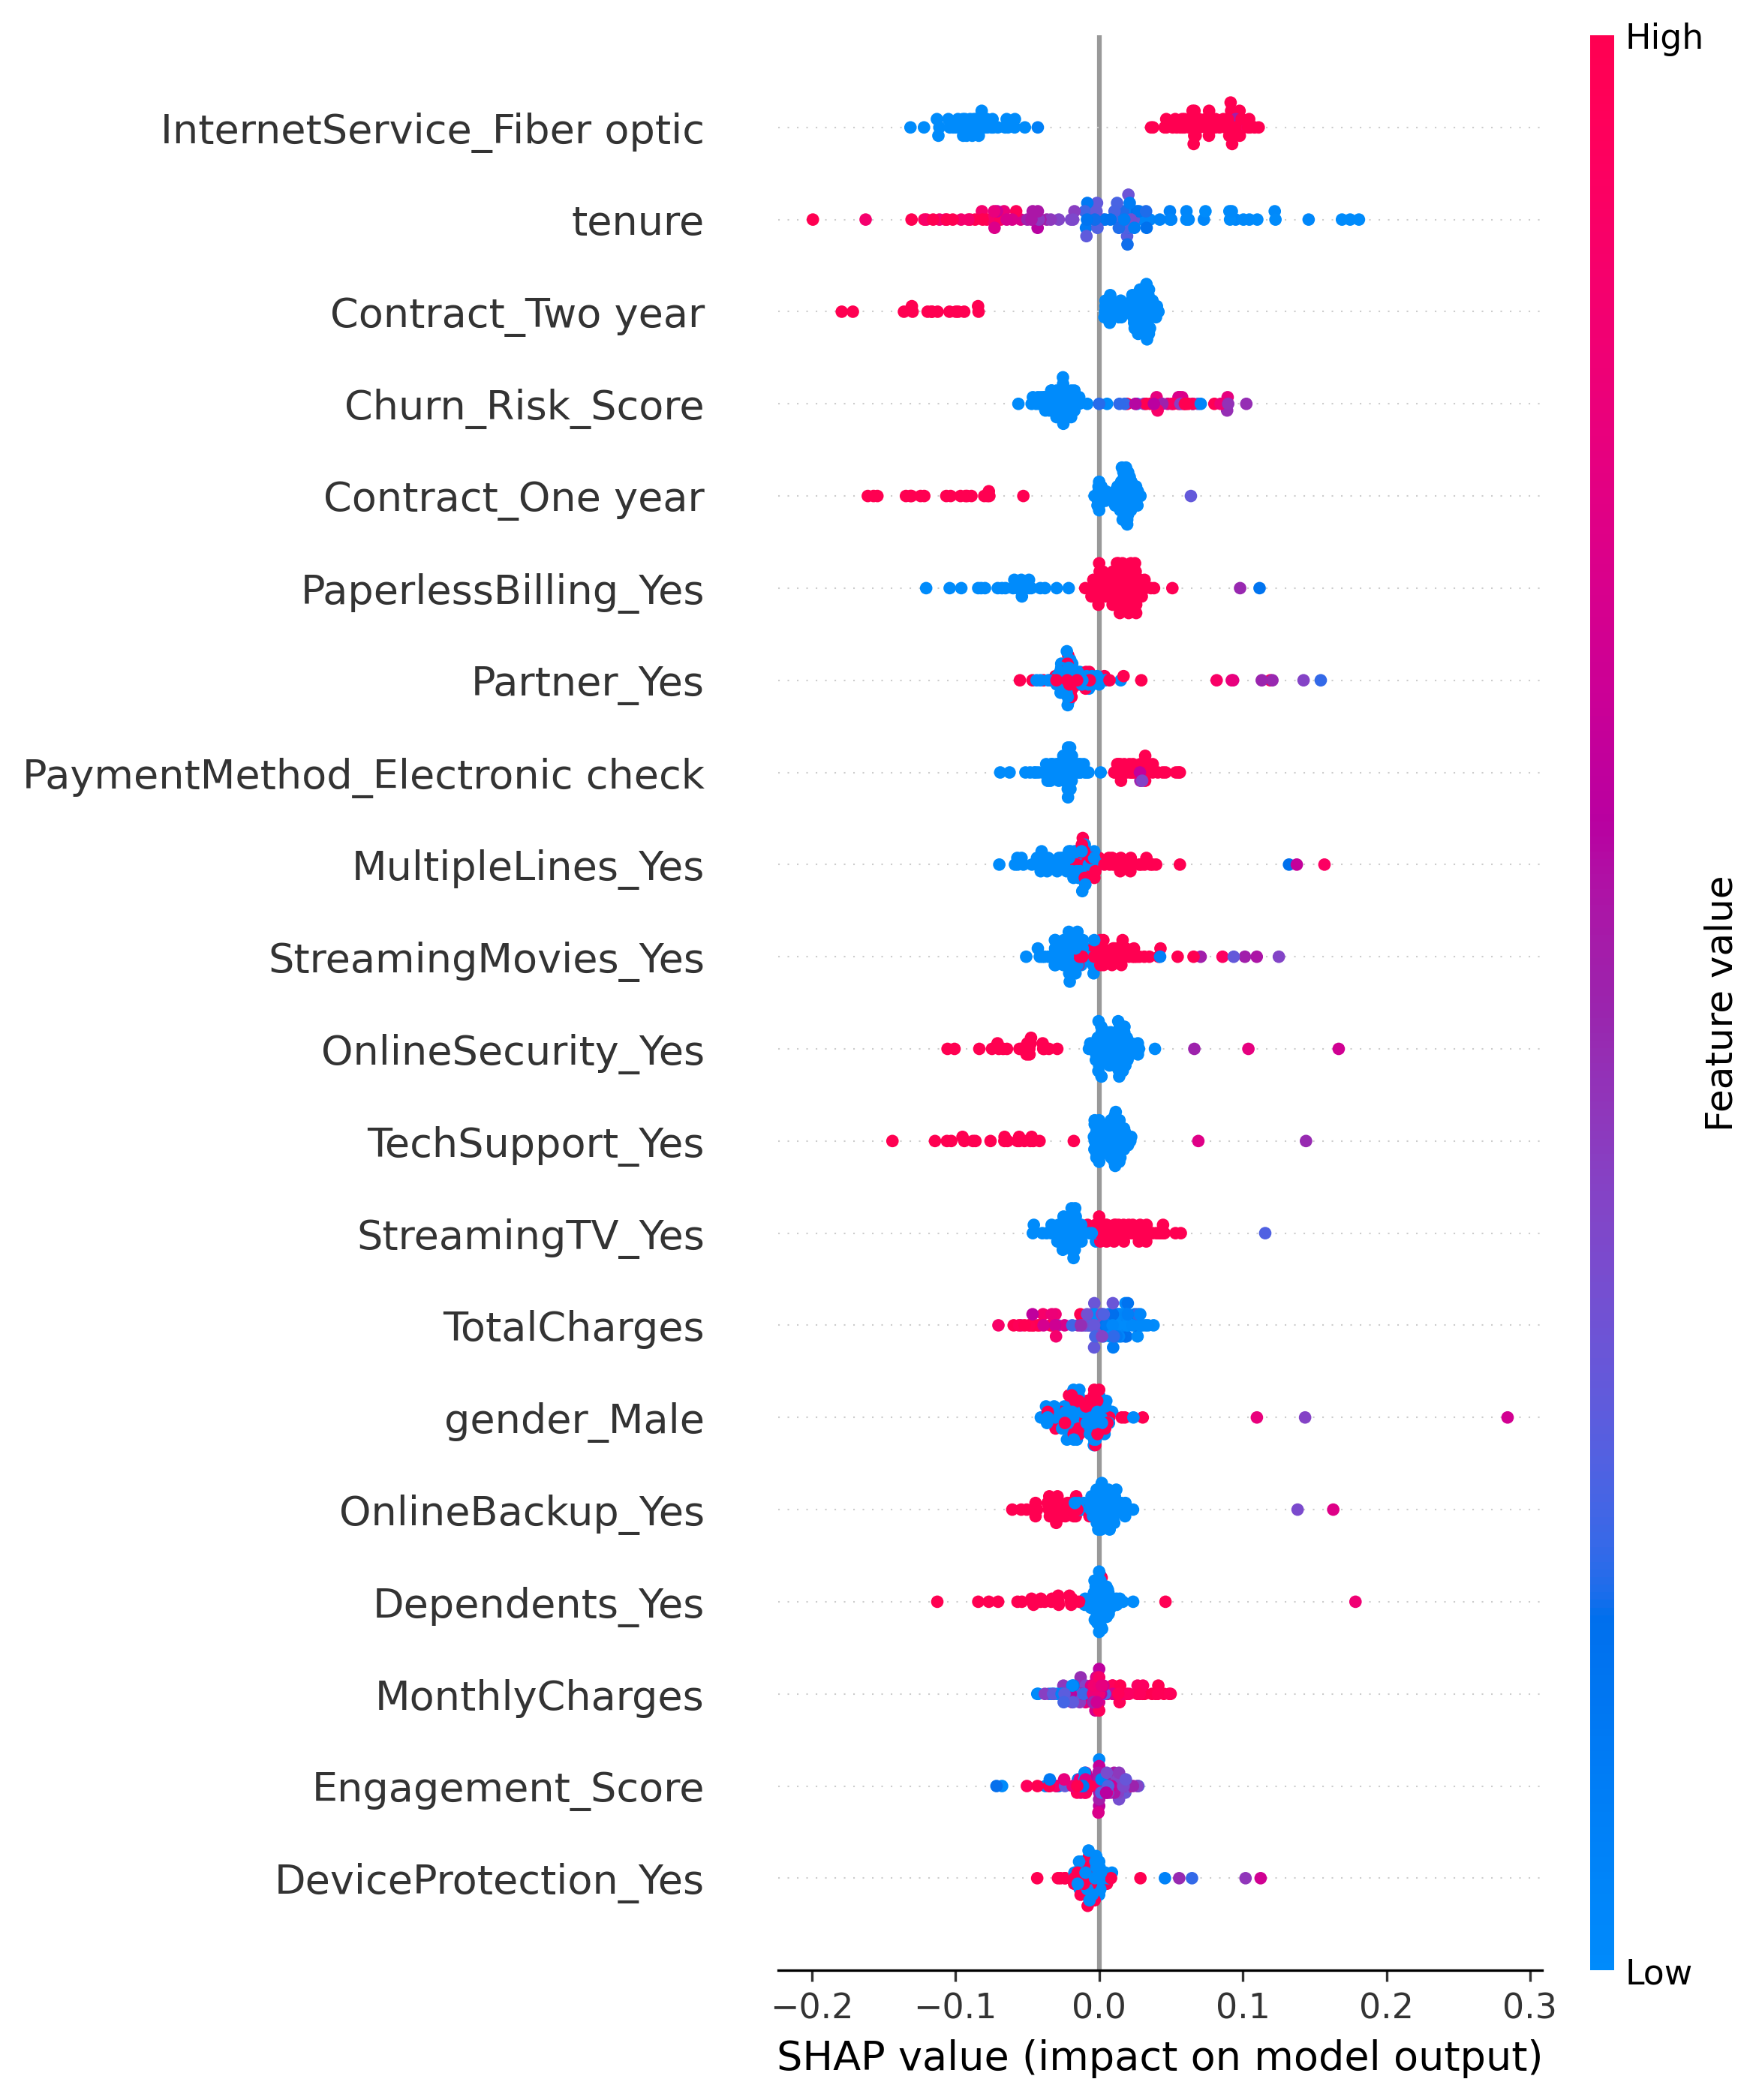 High
InternetService_Fiber optic
tenure
Contract_Two year
Churn_Risk_Score
Contract_One year
PaperlessBilling_Yes
Partner_Yes
PaymentMethod_Electronic check
MultipleLines_Yes
StreamingMovies_Yes
OnlineSecurity_Yes
TechSupport_Yes
StreamingTV_Yes
TotalCharges
gender_Male
OnlineBackup_Yes
Dependents_Yes
MonthlyCharges
Engagement_Score
DeviceProtection_Yes
Feature value
Low
−0.2 −0.1 0.0 0.1 0.2 0.3
SHAP value (impact on model output)